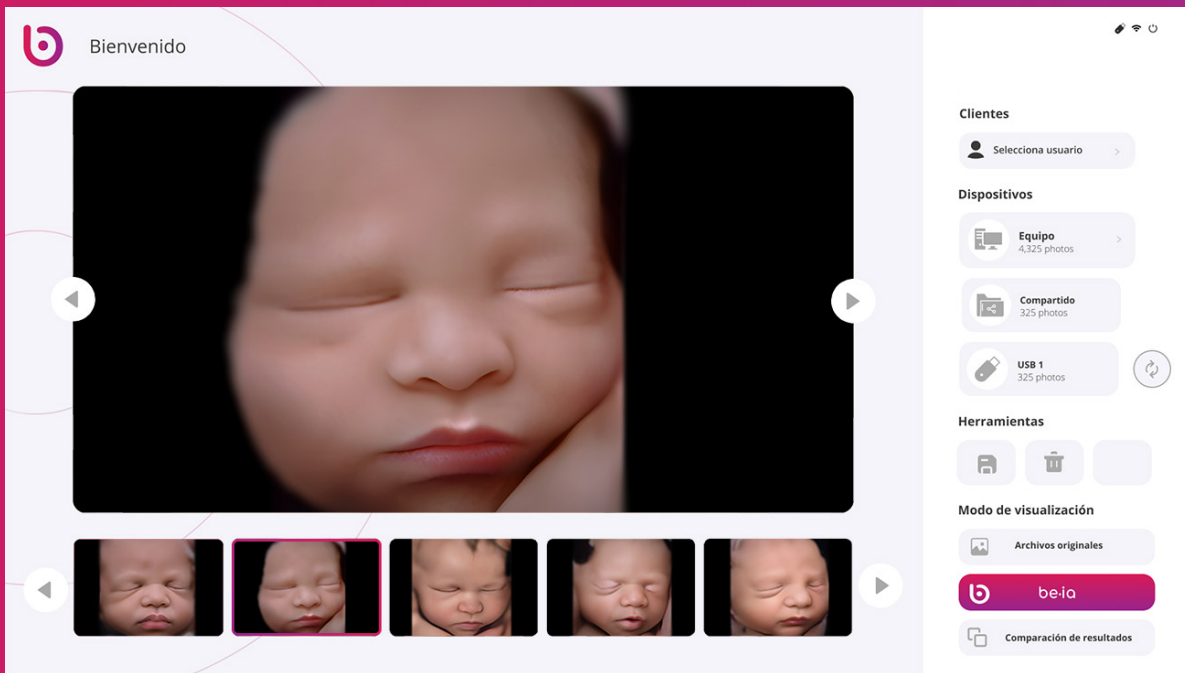 Bienvenido
Clientes
Selecciona usuario
Dispositivos
Equipo
4,325 photos
Compartido
325 photos
USB 1
325 photos
Herramientas
Modo de visualización
Archivos originales
be·ia
Comparación de resultados